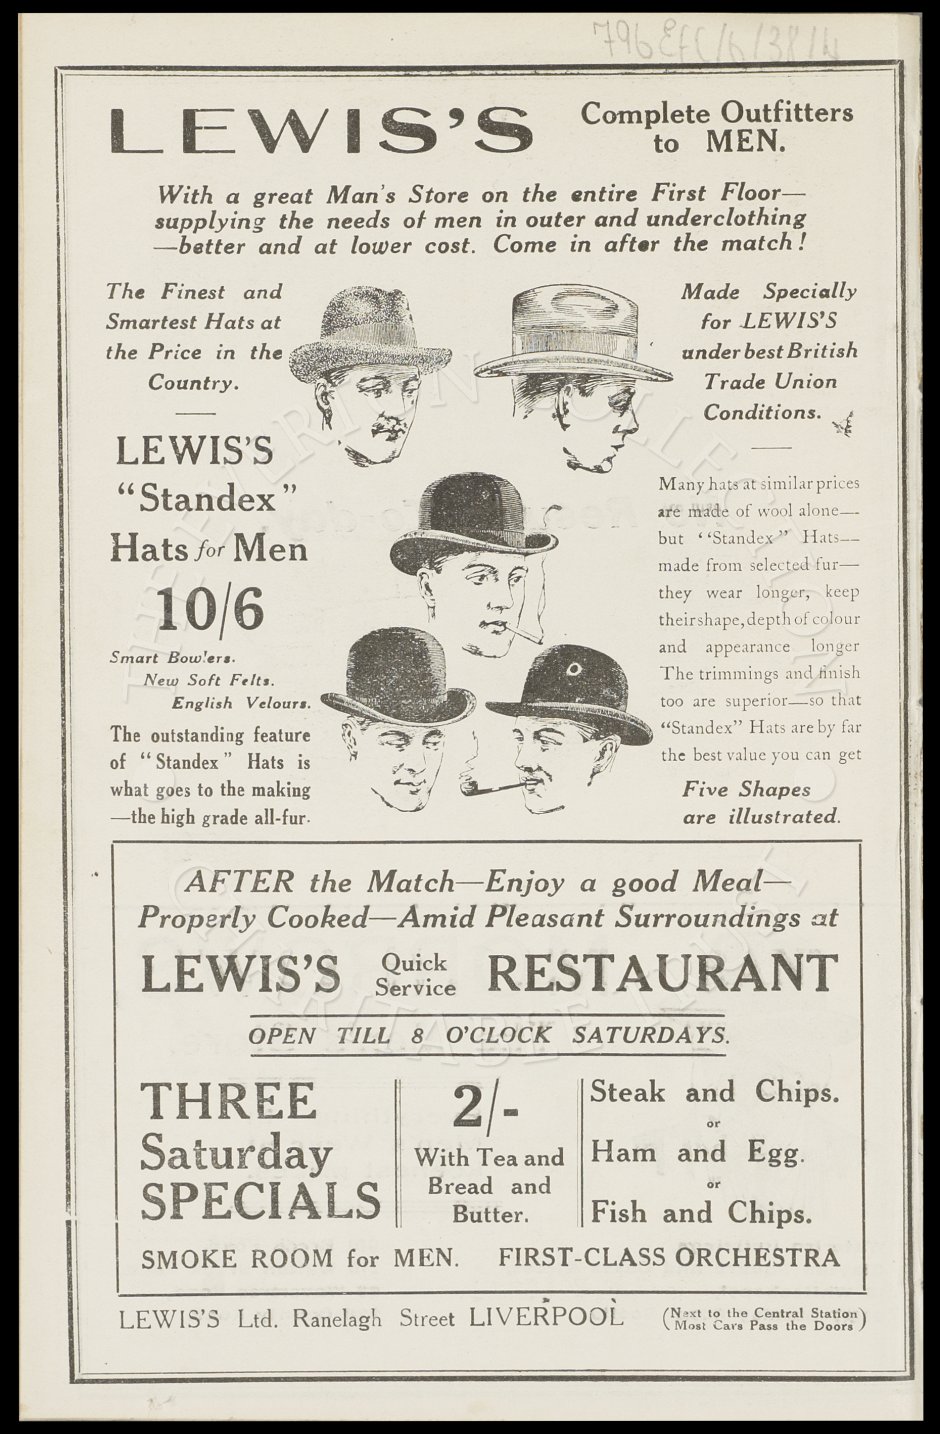 LEWIS'S
Complete Outfitters
to MEN.
With a great Man's Store on the entire First Floor—
supplying the needs of men in outer and underclothing
—better and at lower cost. Come in after the match!
The Finest and
Smartest Hats at
the Price in the
Country.
LEWIS'S
"Standex"
Hats for Men
10/6
Smart Bowlers.
New Soft Felts.
English Velours.
The outstanding feature
of "Standex" Hats is
what goes to the making
—the high grade all-fur.
Made Specially
for LEWIS'S
under best British
Trade Union
Conditions.
Many hats at similar prices
are made of wool alone—
but "Standex" Hats—
made from selected fur—
they wear longer, keep
their shape, depth of colour
and appearance longer
The trimmings and finish
too are superior—so that
"Standex" Hats are by far
the best value you can get
Five Shapes
are illustrated.
AFTER the Match—Enjoy a good Meal—
Properly Cooked—Amid Pleasant Surroundings at
LEWIS'S Quick Service RESTAURANT
OPEN TILL 8 O'CLOCK SATURDAYS.
THREE
Saturday
SPECIALS
2/-
With Tea and
Bread and
Butter.
Steak and Chips.
or
Ham and Egg.
or
Fish and Chips.
SMOKE ROOM for MEN. FIRST-CLASS ORCHESTRA
LEWIS'S Ltd. Ranelagh Street LIVERPOOL
(Next to the Central Station
Most Cars Pass the Doors)
THE EVERTON COLLECTION
CHARITABLE TRUST